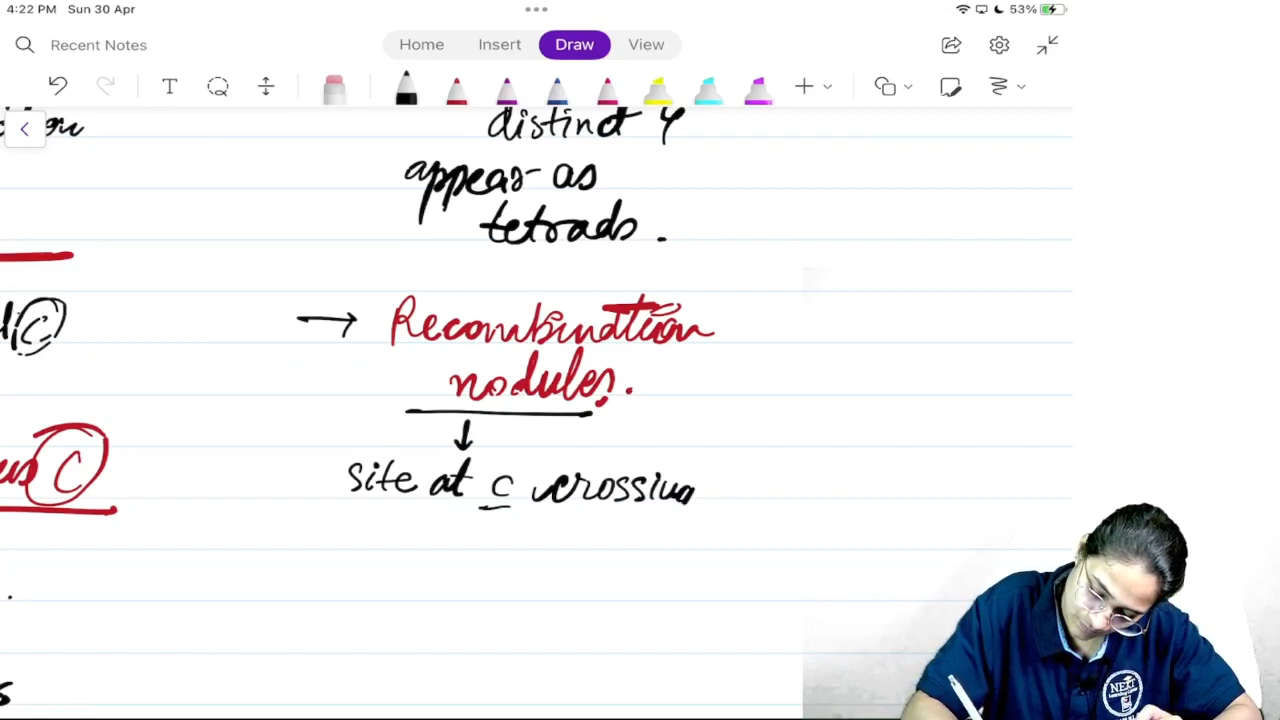 4:22 PM Sun 30 Apr
53%
Recent Notes
Home Insert Draw View
distinct 4
appear as
tetrads.
C
→ Recombination
nodules.
↓
C
site at c crossing
NEXT